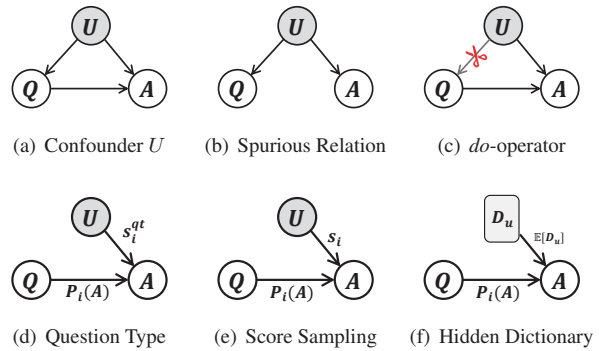 U U U
Q A Q A Q A
(a) Confounder U (b) Spurious Relation (c) do-operator
U U D_u
s_i^{qt} s_i 𝔼[D_u]
Q A Q A Q A
P_i(A) P_i(A) P_i(A)
(d) Question Type (e) Score Sampling (f) Hidden Dictionary